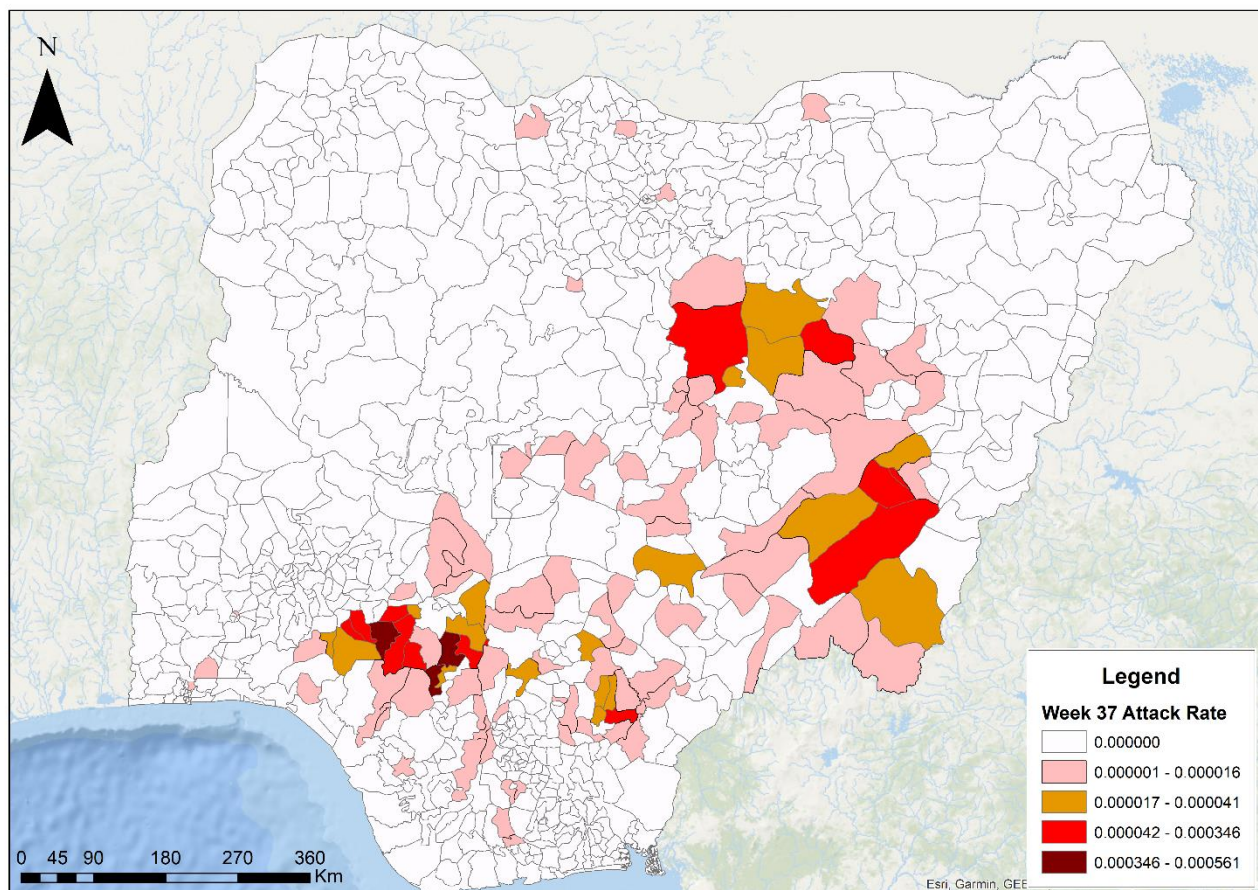 N
Legend
Week 37 Attack Rate
0.000000
0.000001 - 0.000016
0.000017 - 0.000041
0.000042 - 0.000346
0.000346 - 0.000561
0 45 90 180 270 360
Km
Esri, Garmin, GEB